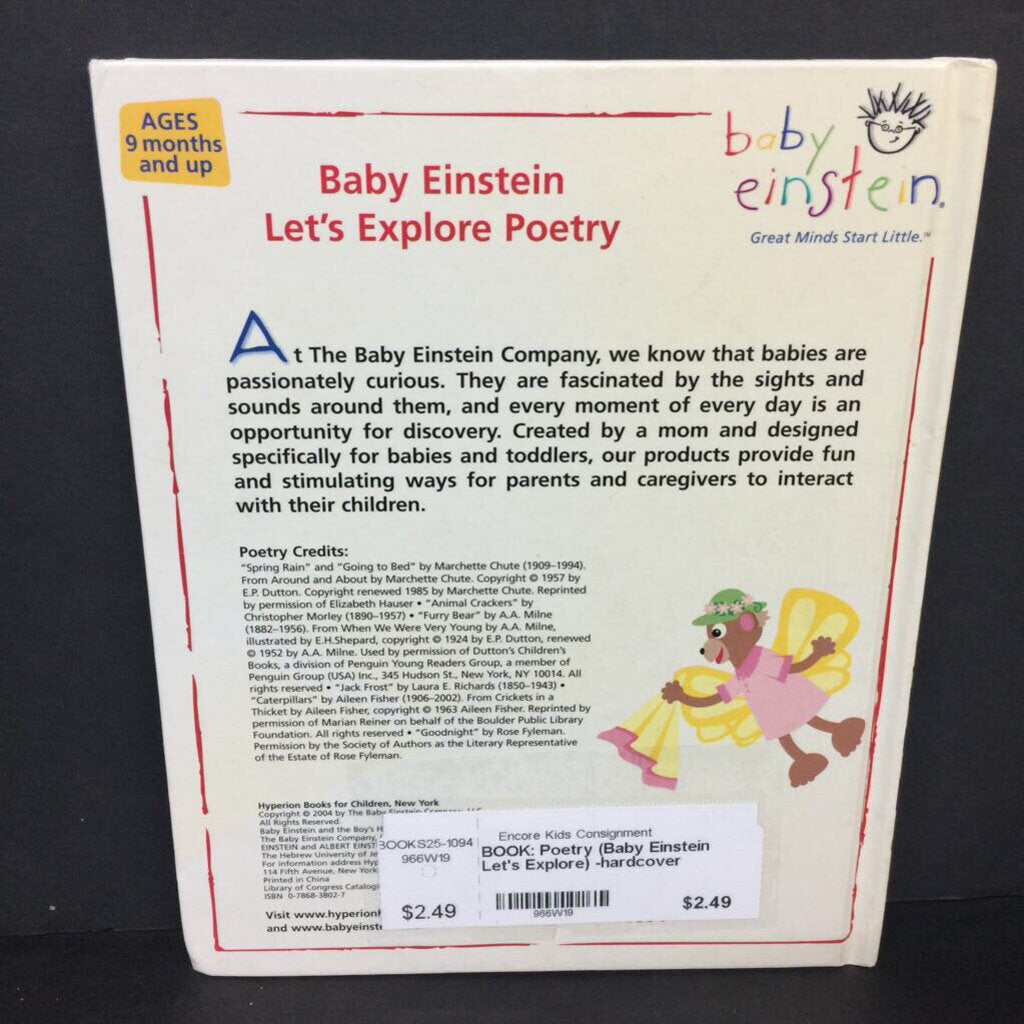 AGES
9 months
and up
baby
einstein®
Great Minds Start Little.™
Baby Einstein
Let's Explore Poetry
At The Baby Einstein Company, we know that babies are
passionately curious. They are fascinated by the sights and
sounds around them, and every moment of every day is an
opportunity for discovery. Created by a mom and designed
specifically for babies and toddlers, our products provide fun
and stimulating ways for parents and caregivers to interact
with their children.
Poetry Credits:
"Spring Rain" and "Going to Bed" by Marchette Chute (1909–1994).
From Around and About by Marchette Chute. Copyright © 1957 by
E.P. Dutton. Copyright renewed 1985 by Marchette Chute. Reprinted
by permission of Elizabeth Hauser • "Animal Crackers" by
Christopher Morley (1890–1957) • "Furry Bear" by A.A. Milne
(1882–1956). From When We Were Very Young by A.A. Milne,
illustrated by E.H.Shepard, copyright © 1924 by E.P. Dutton, renewed
© 1952 by A.A. Milne. Used by permission of Dutton's Children's
Books, a division of Penguin Young Readers Group, a member of
Penguin Group (USA) Inc., 345 Hudson St., New York, NY 10014. All
rights reserved • "Jack Frost" by Laura E. Richards (1850–1943) •
"Caterpillars" by Aileen Fisher (1906–2002). From Crickets in a
Thicket by Aileen Fisher, copyright © 1963 Aileen Fisher. Reprinted by
permission of Marian Reiner on behalf of the Boulder Public Library
Foundation. All rights reserved • "Goodnight" by Rose Fyleman.
Permission by the Society of Authors as the Literary Representative
of the Estate of Rose Fyleman.
Hyperion Books for Children, New York
Copyright © 2004 by The Baby Einstein Company, LLC
All Rights Reserved.
Baby Einstein and the Boy's H
The Baby Einstein Company,
EINSTEIN and ALBERT EINST
The Hebrew University of Je
For information address Hyp
114 Fifth Avenue, New York
Printed in China
Library of Congress Catalogi
ISBN 0-7868-3802-7
Visit www.hyperionl
and www.babyeinste
BOOKS25-1094
966W19
$2.49
Encore Kids Consignment
BOOK: Poetry (Baby Einstein
Let's Explore) -hardcover
966W19
$2.49